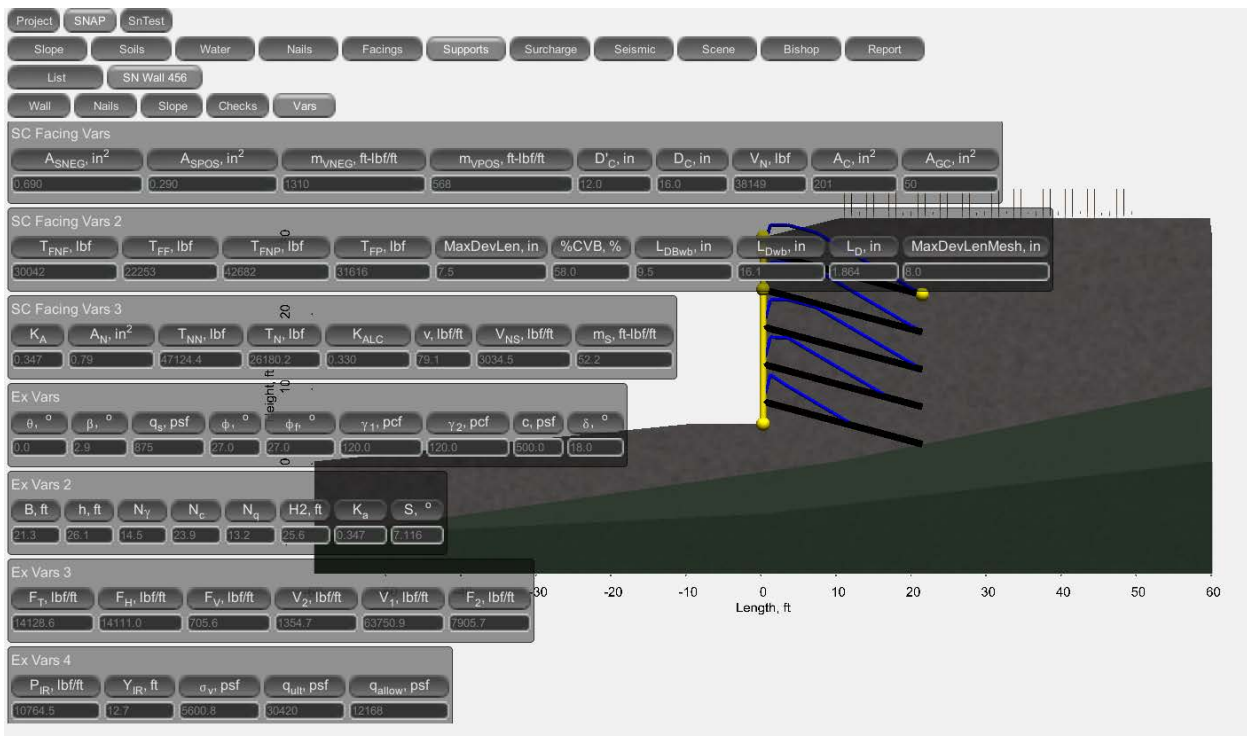 Project SNAP SnTest
Slope Soils Water Nails Facings Supports Surcharge Seismic Scene Bishop Report
List SN Wall 456
Wall Nails Slope Checks Vars
SC Facing Vars
A_SNEG, in² A_SPOS, in² m_VNEG, ft-lbf/ft m_VPOS, ft-lbf/ft D'_C, in D_C, in V_N, lbf A_C, in² A_GC, in²
0.690 0.290 1310 568 12.0 16.0 38149 201 50
SC Facing Vars 2
T_FNF, lbf T_FF, lbf T_FNP, lbf T_FP, lbf MaxDevLen, in %CVB, % L_DBwb, in L_Dwb, in L_D, in MaxDevLenMesh, in
30042 22253 42682 31616 7.5 58.0 9.5 16.1 1.864 8.0
SC Facing Vars 3
K_A A_N, in² T_NN, lbf T_N, lbf K_ALC v, lbf/ft V_NS, lbf/ft m_S, ft-lbf/ft
0.347 0.79 47124.4 26180.2 0.330 79.1 3034.5 52.2
Ex Vars
θ, ° β, ° q_s, psf ϕ, ° ϕ_f, ° γ_1, pcf γ_2, pcf c, psf δ, °
0.0 2.9 875 27.0 27.0 120.0 120.0 500.0 18.0
Ex Vars 2
B, ft h, ft N_γ N_c N_q H2, ft K_a S, °
21.3 26.1 14.5 23.9 13.2 25.6 0.347 7.116
Ex Vars 3
F_T, lbf/ft F_H, lbf/ft F_V, lbf/ft V_2, lbf/ft V_1, lbf/ft F_2, lbf/ft
14128.6 14111.0 705.6 1354.7 63750.9 7905.7
Ex Vars 4
P_IR, lbf/ft Y_IR, ft σ_v, psf q_ult, psf q_allow, psf
10764.5 12.7 5600.8 30420 12168
20
10
0
-30 -20 -10 0 10 20 30 40 50 60
Length, ft